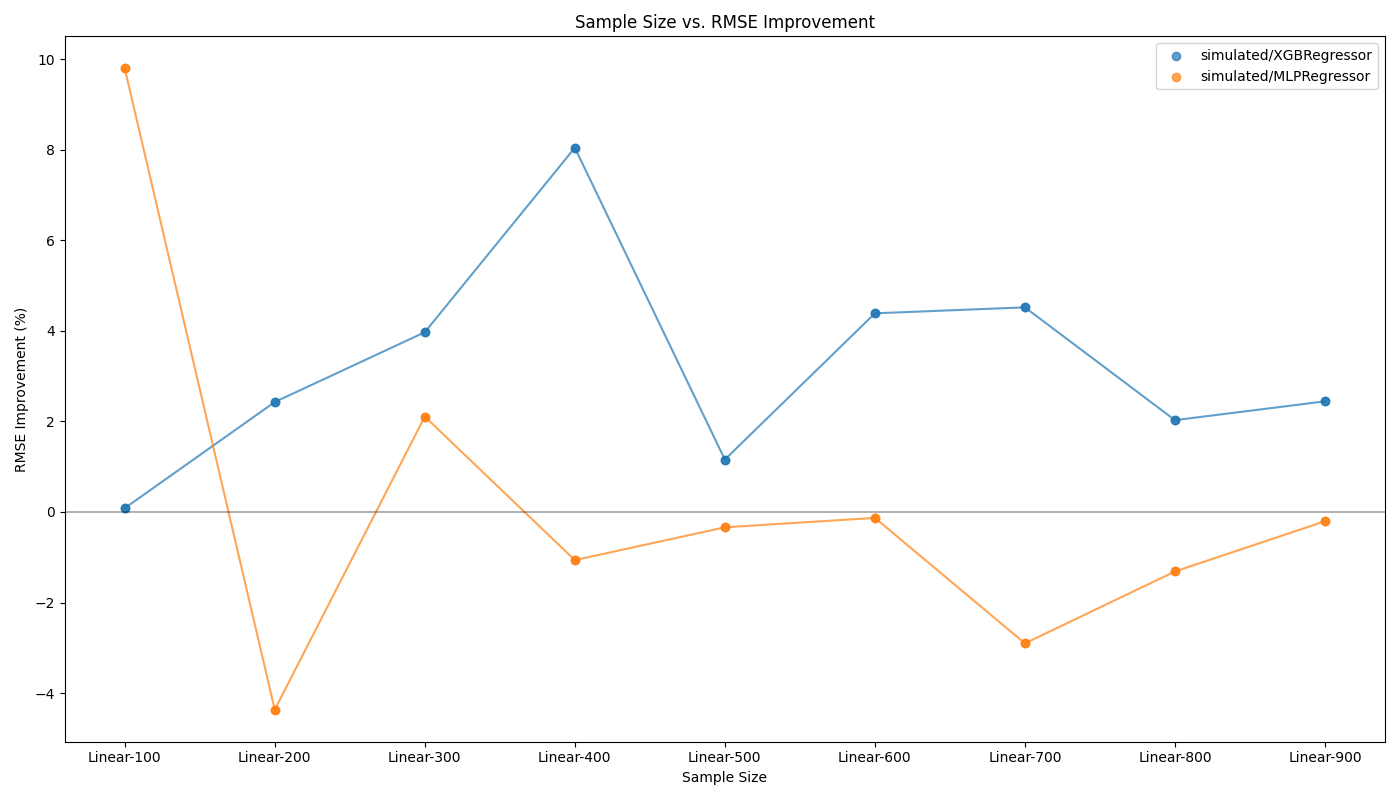 Sample Size vs. RMSE Improvement
simulated/XGBRegressor
simulated/MLPRegressor
RMSE Improvement (%)
10
8
6
4
2
0
−2
−4
Linear-100 Linear-200 Linear-300 Linear-400 Linear-500 Linear-600 Linear-700 Linear-800 Linear-900
Sample Size